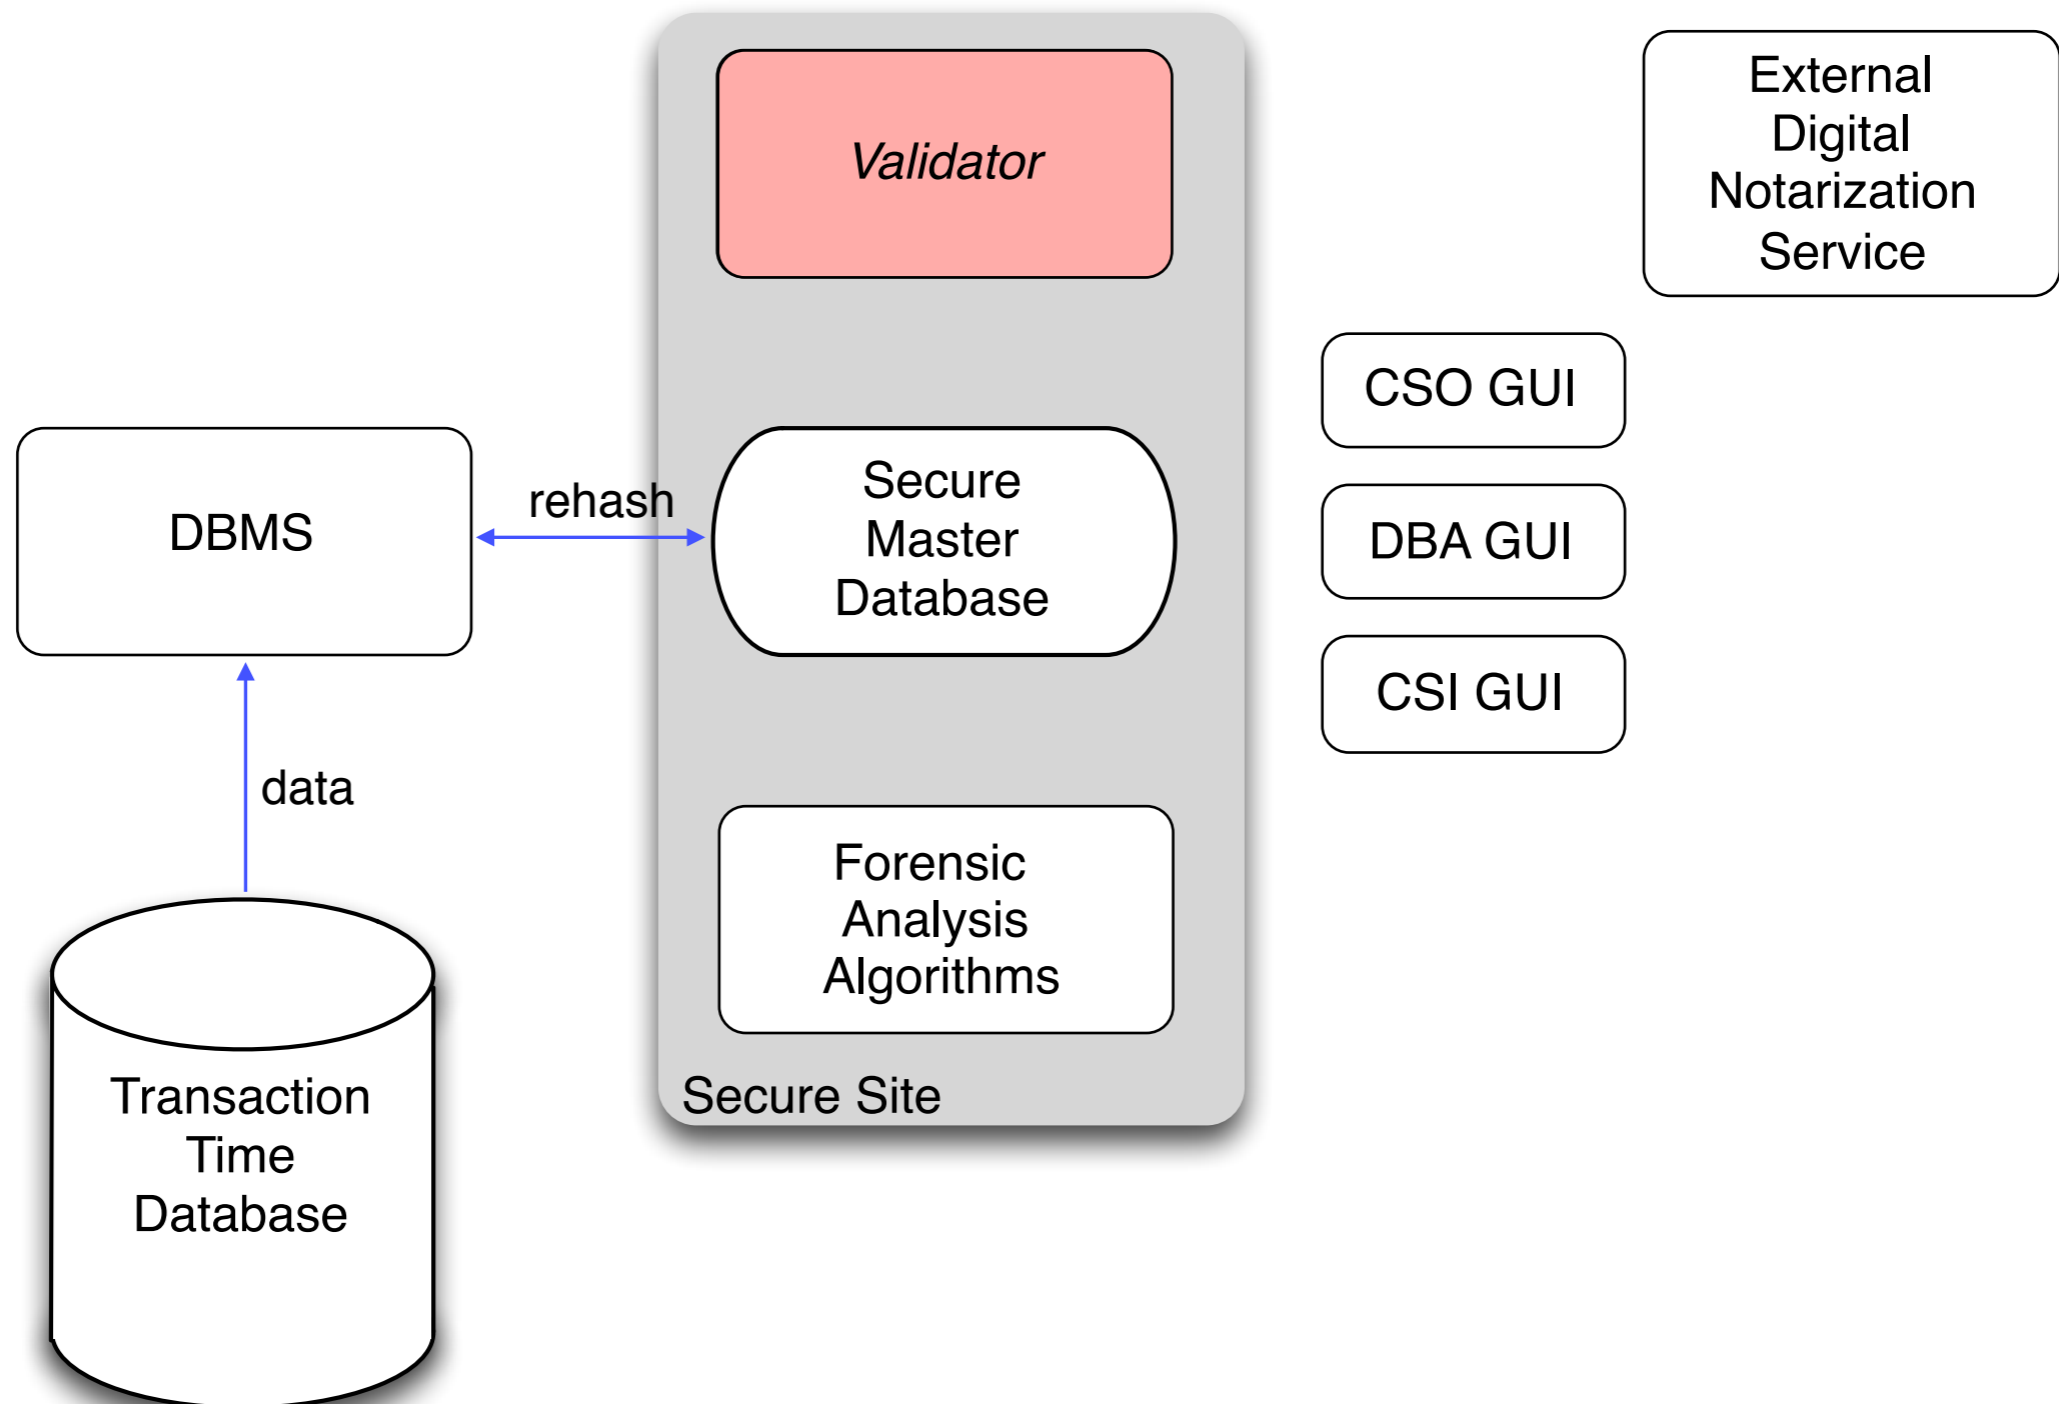 Validator
External
Digital
Notarization
Service
CSO GUI
DBMS
rehash
Secure
Master
Database
DBA GUI
CSI GUI
data
Forensic
Analysis
Algorithms
Secure Site
Transaction
Time
Database